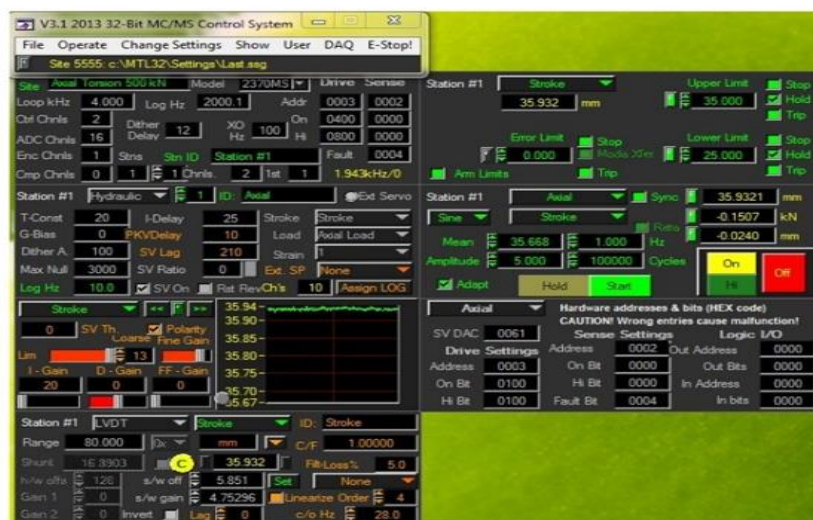 V3.1 2013 32-Bit MC/MS Control System
File Operate Change Settings Show User DAQ E-Stop!
Site 5555: c:\MTL32\Settings\Last.ssg
Site Axial Torsion 500 kN Model 2370MS Drive Sense
Loop kHz 4.000 Log Hz 2000.1 Addr 0003 0002
Ctrl Chnls 2 Dither Delay 12 XO Hz 100 On 0400 0000
ADC Chnls 16 Hi 0800 0000
Enc Chnls 1 Stns Stn ID Station #1 Fault 0004
Cmp Chnls 0 1 1 Chnls. 2 1st 1 1.943kHz/0
Station #1 Stroke Upper Limit Stop
35.932 mm 35.000 Hold
Trip
Error Limit Stop Lower Limit Stop
0.000 25.000 Hold
Arm Limits Trip Trip
Station #1 Hydraulic 1 ID: Axial Ext Servo
T-Const 20 I-Delay 25 Stroke Stroke
G-Bias 0 PKVDelay 10 Load Axial Load
Dither A. 100 SV Lag 210 Strain 1
Max Null 3000 SV Ratio 0 Ext. SP None
Log Hz 10.0 SV On Rst Rev Ch's 10 Assign LOG
Station #1 Axial Sync 35.9321 mm
Sine Stroke -0.1507 kN
Ratio -0.0240 mm
Mean 35.668 1.000 Hz
Amplitude 5.000 100000 Cycles On Off
Adapt Hold Start Hi
Stroke << F >>
0 SV Th. Polarity
Coarse Fine Gain
Lim 13
I - Gain D - Gain FF - Gain
20 0 0
35.94
35.90
35.85
35.80
35.75
35.70
35.67
Axial Hardware addresses & bits (HEX code)
CAUTION! Wrong entries cause malfunction!
SV DAC 0061 Sense Settings Logic I/O
Drive Settings Address 0002 Out Address 0000
Address 0003 On Bit 0000 Out Bits 0000
On Bit 0100 Hi Bit 0000 In Address 0000
Hi Bit 0100 Fault Bit 0004 In bits 0000
Station #1 LVDT Stroke ID: Stroke
Range 80.000 mm C/F 1.00000
Shunt 16.3903 C 35.932 Filt-Loss% 5.0
h/w offs 128 s/w off 5.851 Set None
Gain 1 0 s/w gain 4.75296 Linearize Order 4
Gain 2 0 Invert Lag 0 c/o Hz 28.0